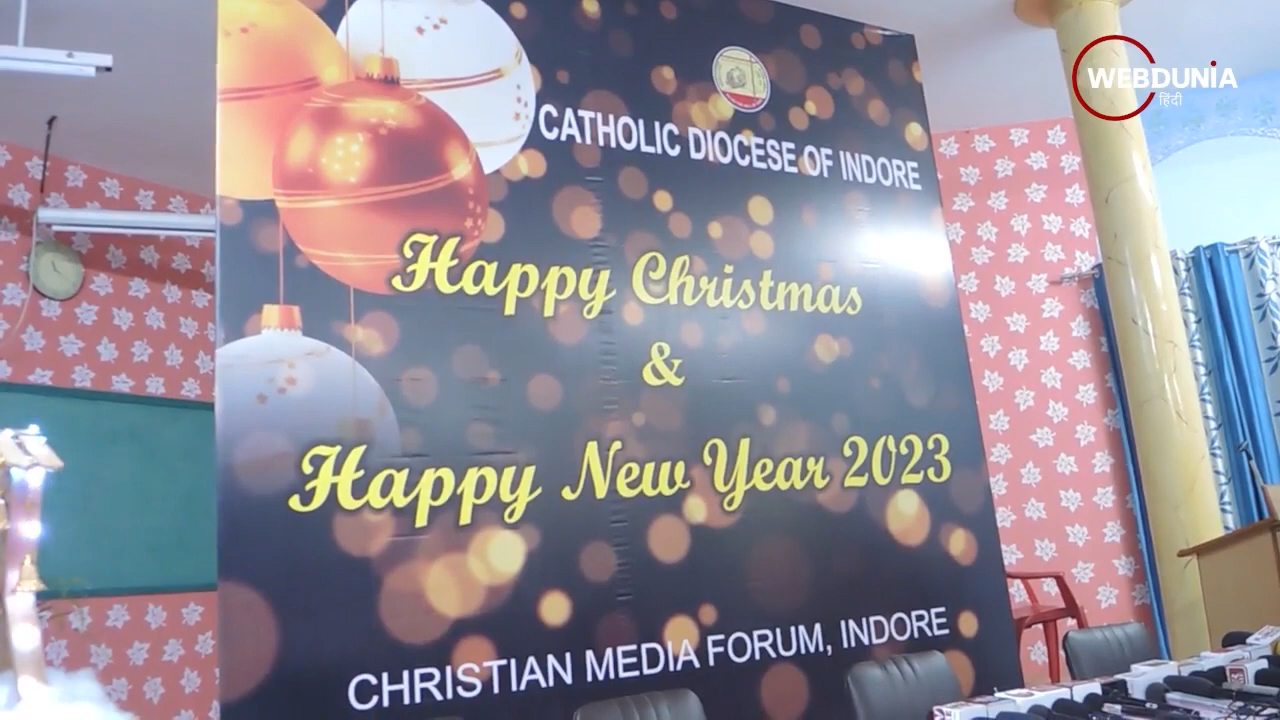 WEBDUNIA
हिंदी
CATHOLIC DIOCESE OF INDORE
Happy Christmas
&
Happy New Year 2023
CHRISTIAN MEDIA FORUM, INDORE